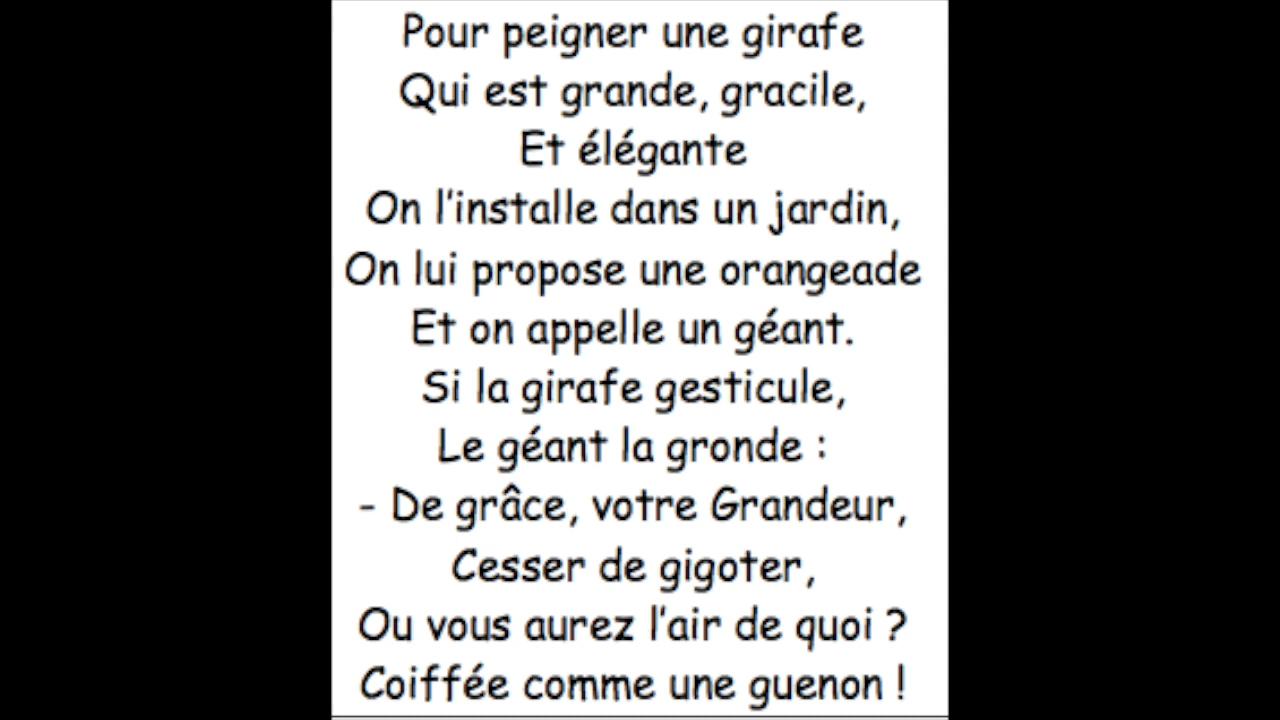 Pour peigner une girafe
Qui est grande, gracile,
Et élégante
On l'installe dans un jardin,
On lui propose une orangeade
Et on appelle un géant.
Si la girafe gesticule,
Le géant la gronde :
- De grâce, votre Grandeur,
Cesser de gigoter,
Ou vous aurez l'air de quoi ?
Coiffée comme une guenon !